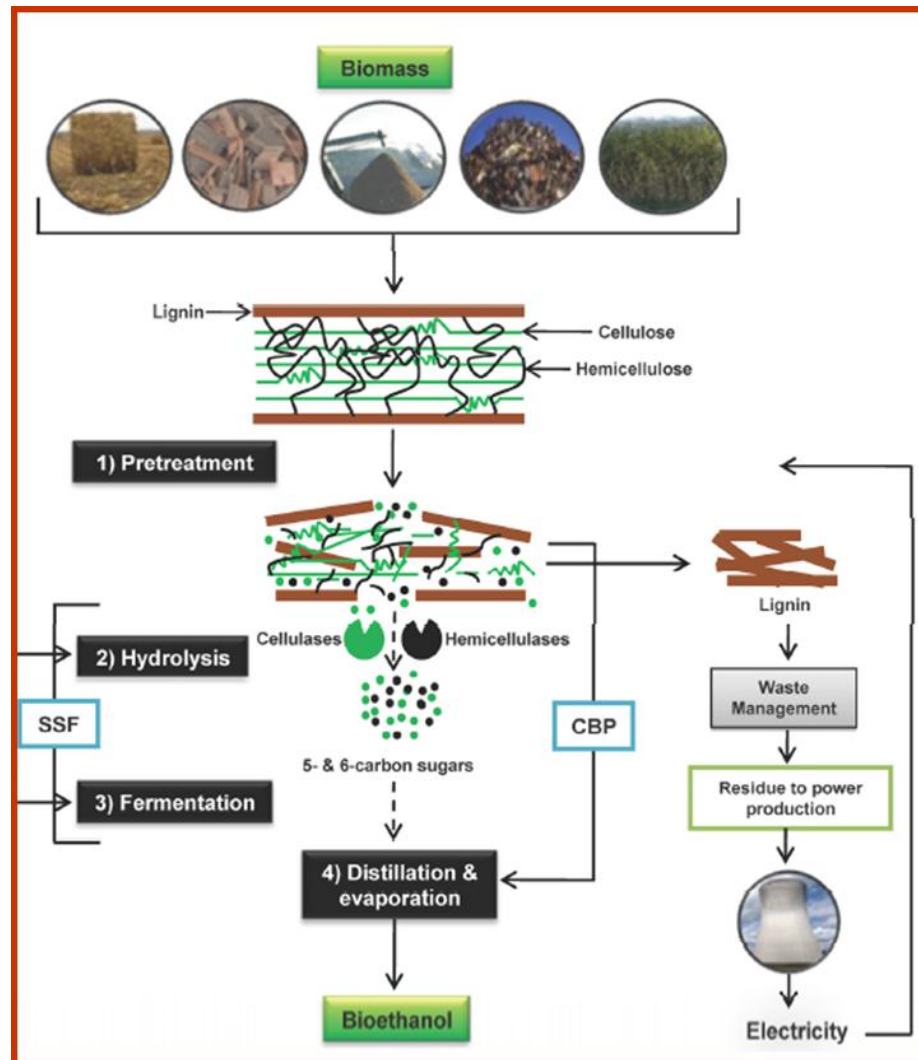 Biomass
Lignin
Cellulose
Hemicellulose
1) Pretreatment
Cellulases
Hemicellulases
Lignin
2) Hydrolysis
Waste
Management
SSF
CBP
5- & 6-carbon sugars
Residue to power
production
3) Fermentation
4) Distillation &
evaporation
Bioethanol
Electricity